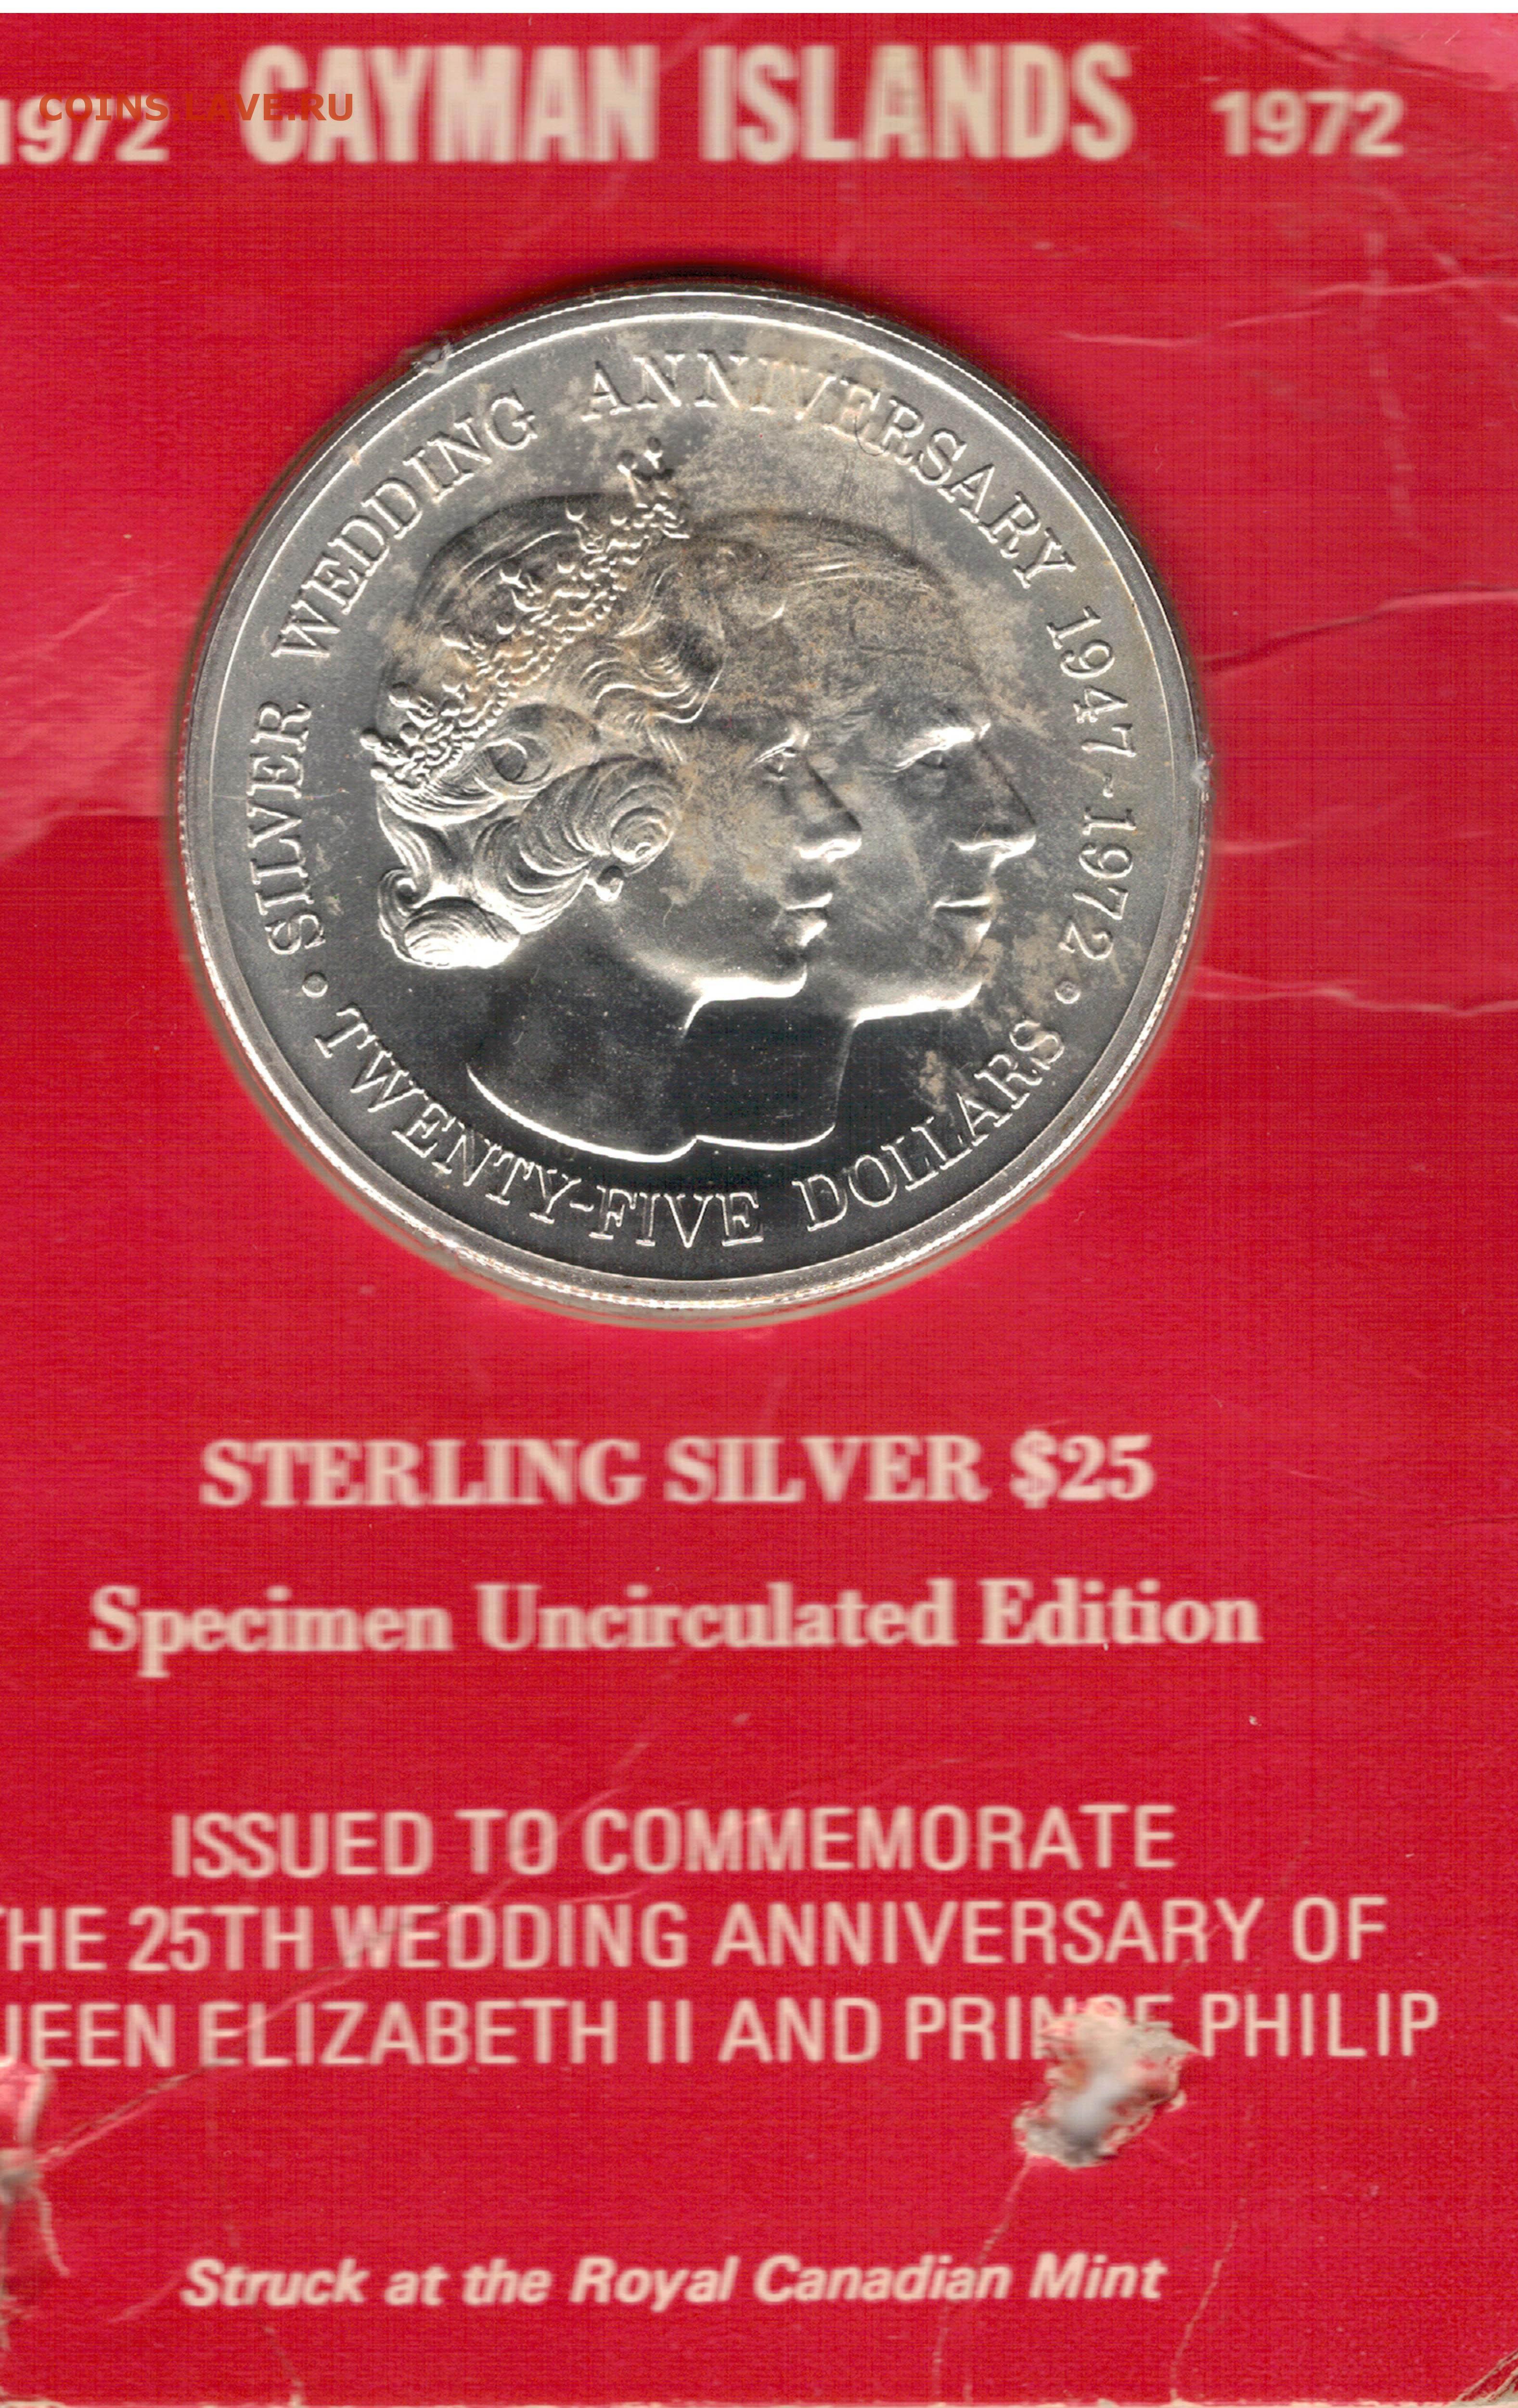 COINS.LAVE.RU
1972 CAYMAN ISLANDS 1972
SILVER WEDDING ANNIVERSARY 1947-1972
TWENTY-FIVE DOLLARS
STERLING SILVER $25
Specimen Uncirculated Edition
ISSUED TO COMMEMORATE
THE 25TH WEDDING ANNIVERSARY OF
UEEN ELIZABETH II AND PRINCE PHILIP
Struck at the Royal Canadian Mint